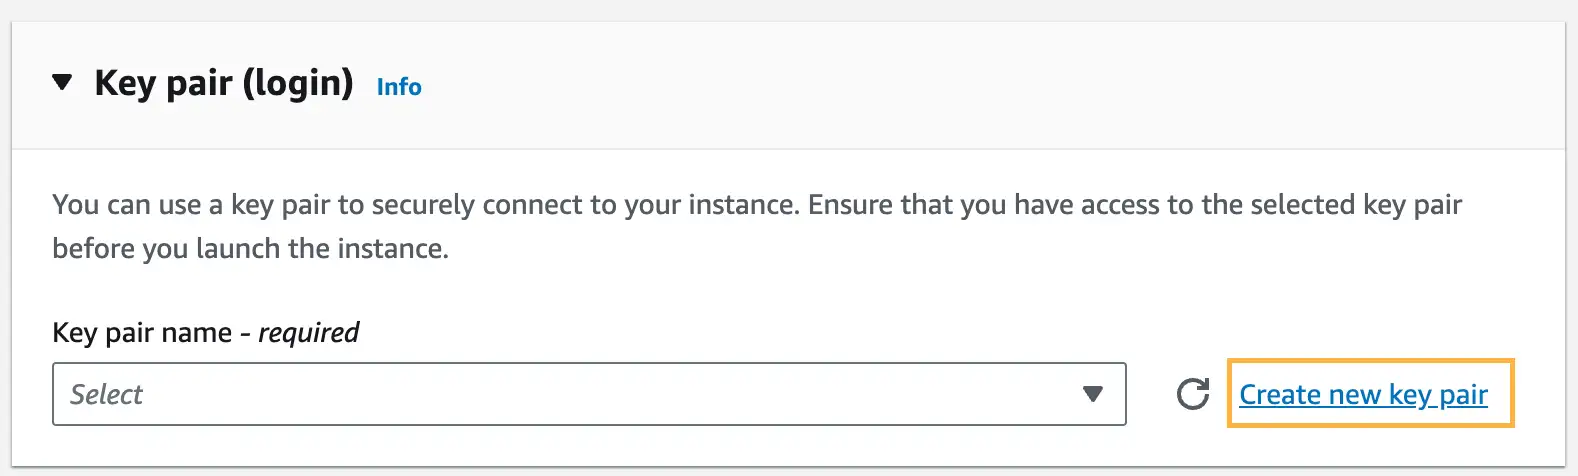 Key pair (login) Info
You can use a key pair to securely connect to your instance. Ensure that you have access to the selected key pair
before you launch the instance.
Key pair name - required
Select
Create new key pair